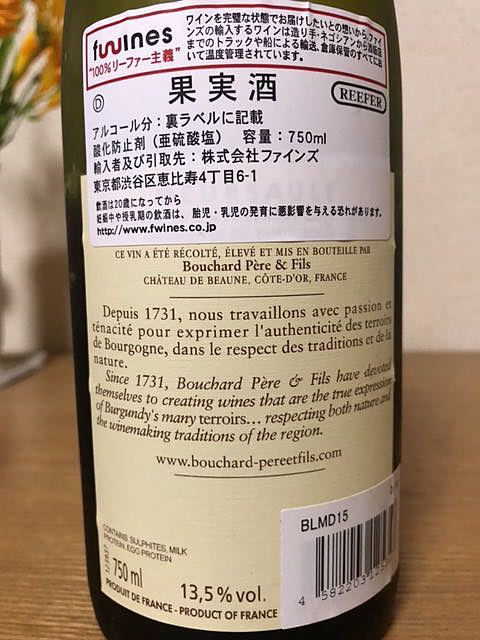 fwines
"100%リーファー主義"
ワインを完璧な状態でお届けしたいとの想いから、ファイ
ンズの輸入するワインは造り手・ネゴシアンから酒販店
までのトラックや船による輸送、倉庫保管のすべてにお
いて温度管理されています。
D
果実酒
REEFER
アルコール分：裏ラベルに記載
酸化防止剤（亜硫酸塩） 容量：750ml
輸入者及び引取先：株式会社ファインズ
東京都渋谷区恵比寿4丁目6-1
飲酒は20歳になってから
妊娠中や授乳期の飲酒は、胎児・乳児の発育に悪影響を与える恐れがあります。
http://www.fwines.co.jp
CE VIN A ÉTÉ RÉCOLTÉ, ÉLEVÉ ET MIS EN BOUTEILLE PAR
Bouchard Père & Fils
CHÂTEAU DE BEAUNE, CÔTE-D'OR, FRANCE
Depuis 1731, nous travaillons avec passion et
ténacité pour exprimer l'authenticité des terroirs
de Bourgogne, dans le respect des traditions et de la
nature.
Since 1731, Bouchard Père & Fils have devoted
themselves to creating wines that are the true expression
of Burgundy's many terroirs... respecting both nature and
the winemaking traditions of the region.
www.bouchard-pereetfils.com
CONTAINS: SULPHITES, MILK
PROTEIN, EGG PROTEIN
750 ml
13,5% vol.
PRODUIT DE FRANCE - PRODUCT OF FRANCE
BLMD15